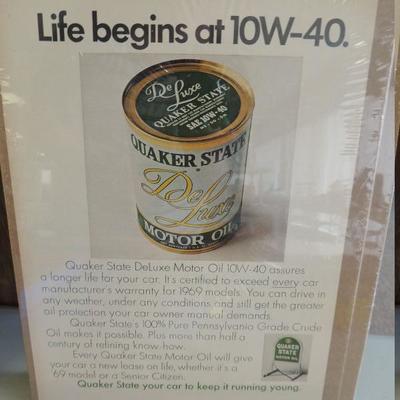 Life begins at 10W-40.
De Luxe
QUAKER STATE
SAE 10W-40
QUAKER STATE
De Luxe
MOTOR OIL
Quaker State DeLuxe Motor Oil 10W-40 assures
a longer life for your car. It's certified to exceed every car
manufacturer's warranty for 1969 models. You can drive in
any weather, under any conditions and still get the greater
oil protection your car owner manual demands.
Quaker State's 100% Pure Pennsylvania Grade Crude
Oil makes it possible. Plus more than half a
century of refining know-how.
Every Quaker State Motor Oil will give
your car a new lease on life, whether it's a
'69 model or a Senior Citizen.
Quaker State your car to keep it running young.
QUAKER
STATE
MOTOR OIL